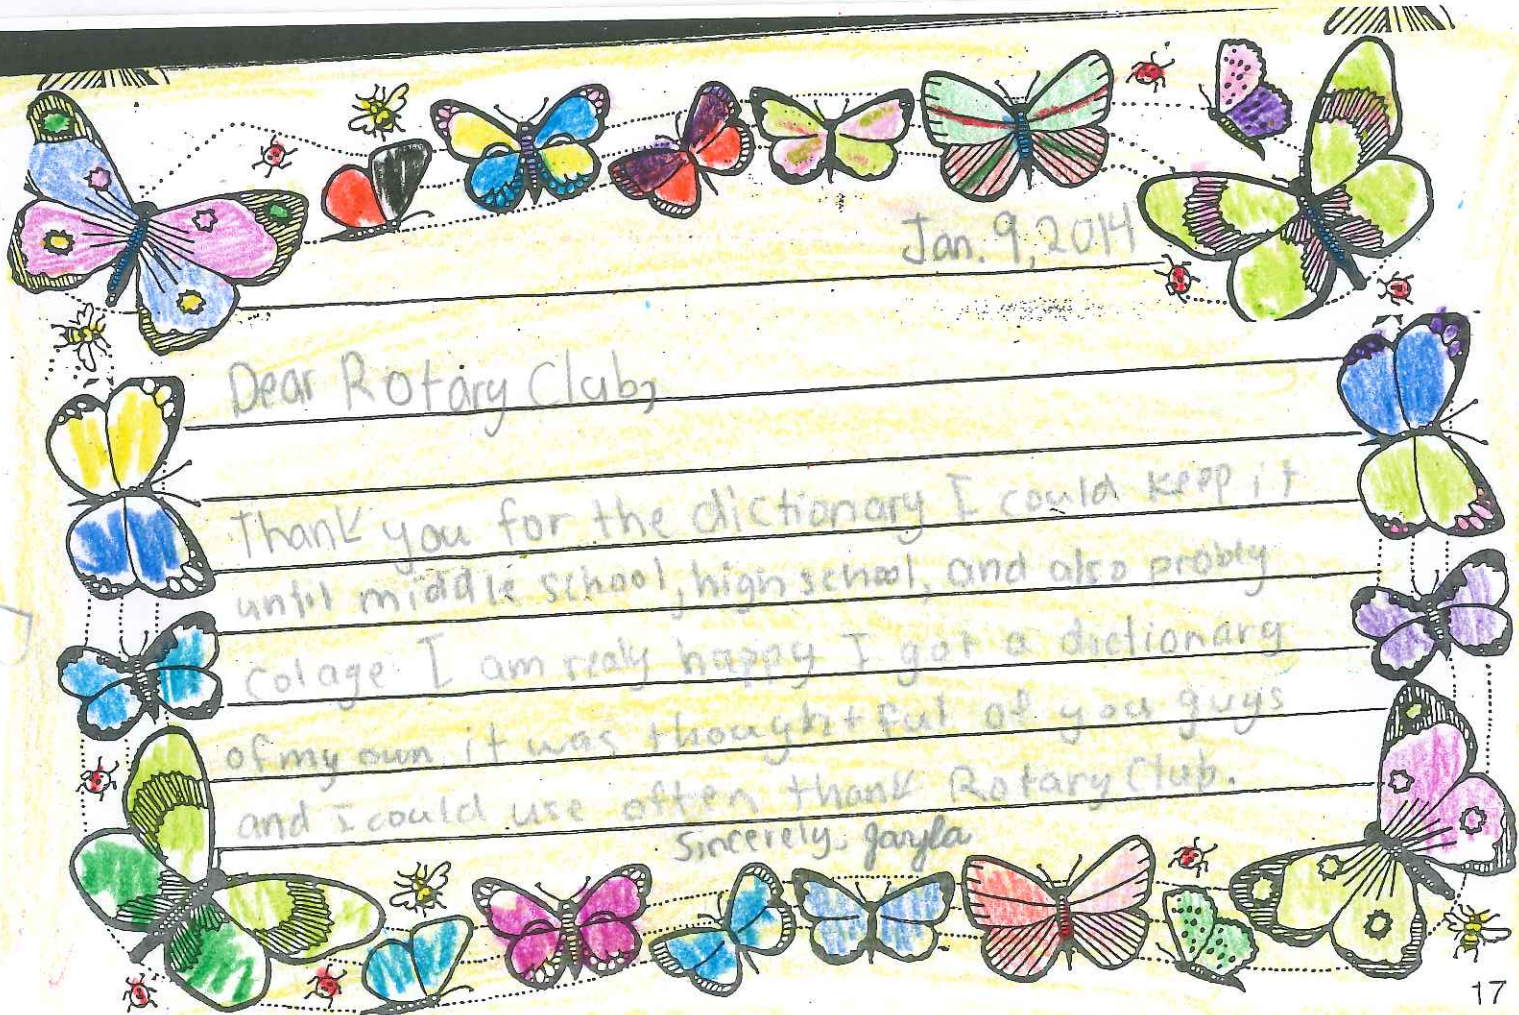 Jan. 9, 2014
Dear Rotary Club,
Thank you for the dictionary I could keep it
until middle school, high school, and also probly
colage I am realy happy I got a dictionary
of my own it was thoughtful of you guys
and I could use often thank Rotary Club.
Sincerely, Jayla
17